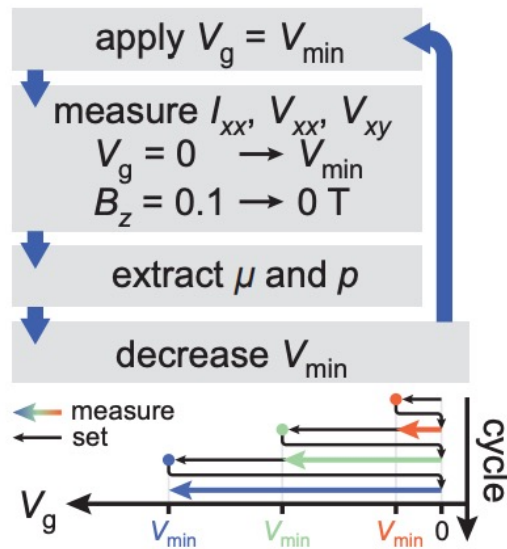 apply V_g = V_min
measure I_xx, V_xx, V_xy
V_g = 0 → V_min
B_z = 0.1 → 0 T
extract μ and p
decrease V_min
measure
set
cycle
V_g
V_min V_min V_min 0